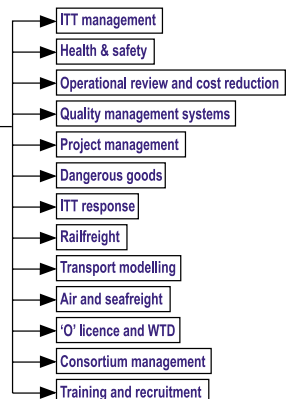 ITT management
Health & safety
Operational review and cost reduction
Quality management systems
Project management
Dangerous goods
ITT response
Railfreight
Transport modelling
Air and seafreight
‘O’ licence and WTD
Consortium management
Training and recruitment